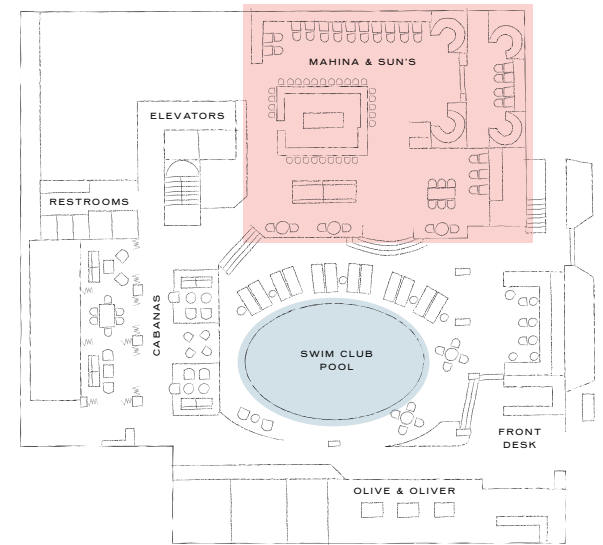 MAHINA & SUN'S
ELEVATORS
RESTROOMS
CABANAS
SWIM CLUB
POOL
FRONT
DESK
OLIVE & OLIVER